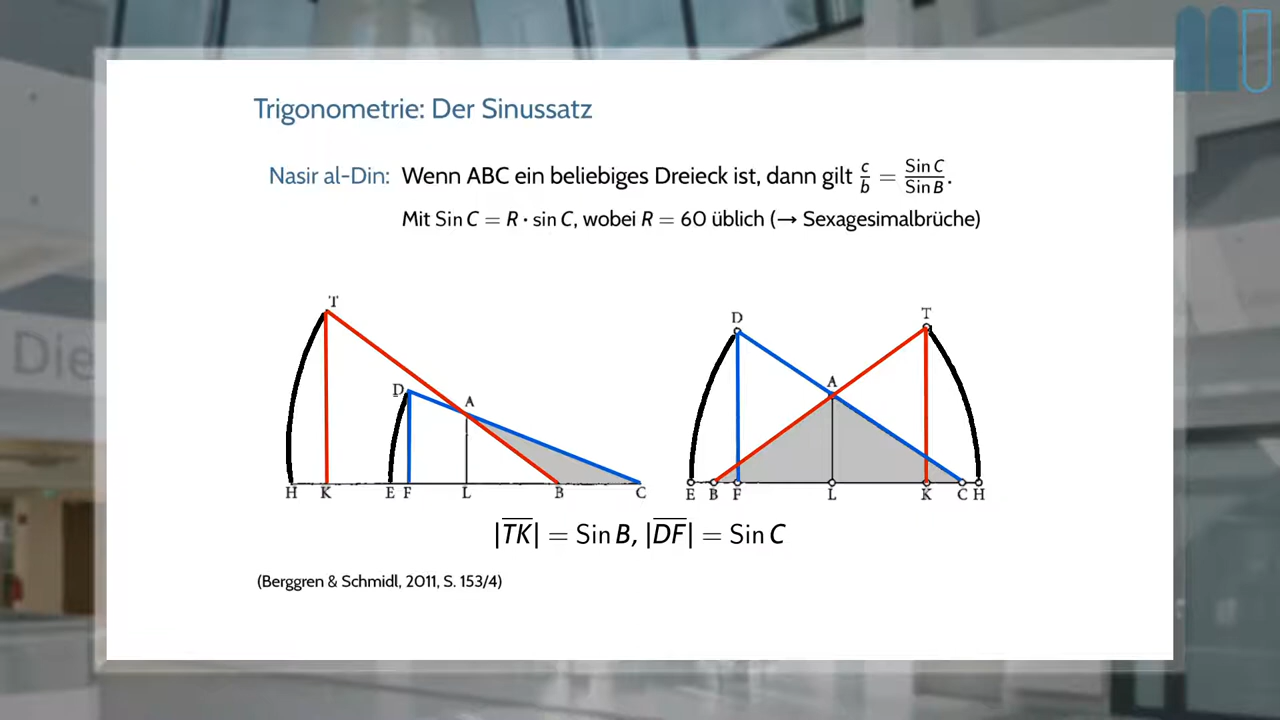 Trigonometrie: Der Sinussatz
Nasir al-Din: Wenn ABC ein beliebiges Dreieck ist, dann gilt c/b = Sin C/Sin B.
Mit Sin C = R · sin C, wobei R = 60 üblich (→ Sexagesimalbrüche)
T
D
A
H K E F L B C
D
T
A
E B F L K C H
|TK| = Sin B, |DF| = Sin C
(Berggren & Schmidl, 2011, S. 153/4)
Die